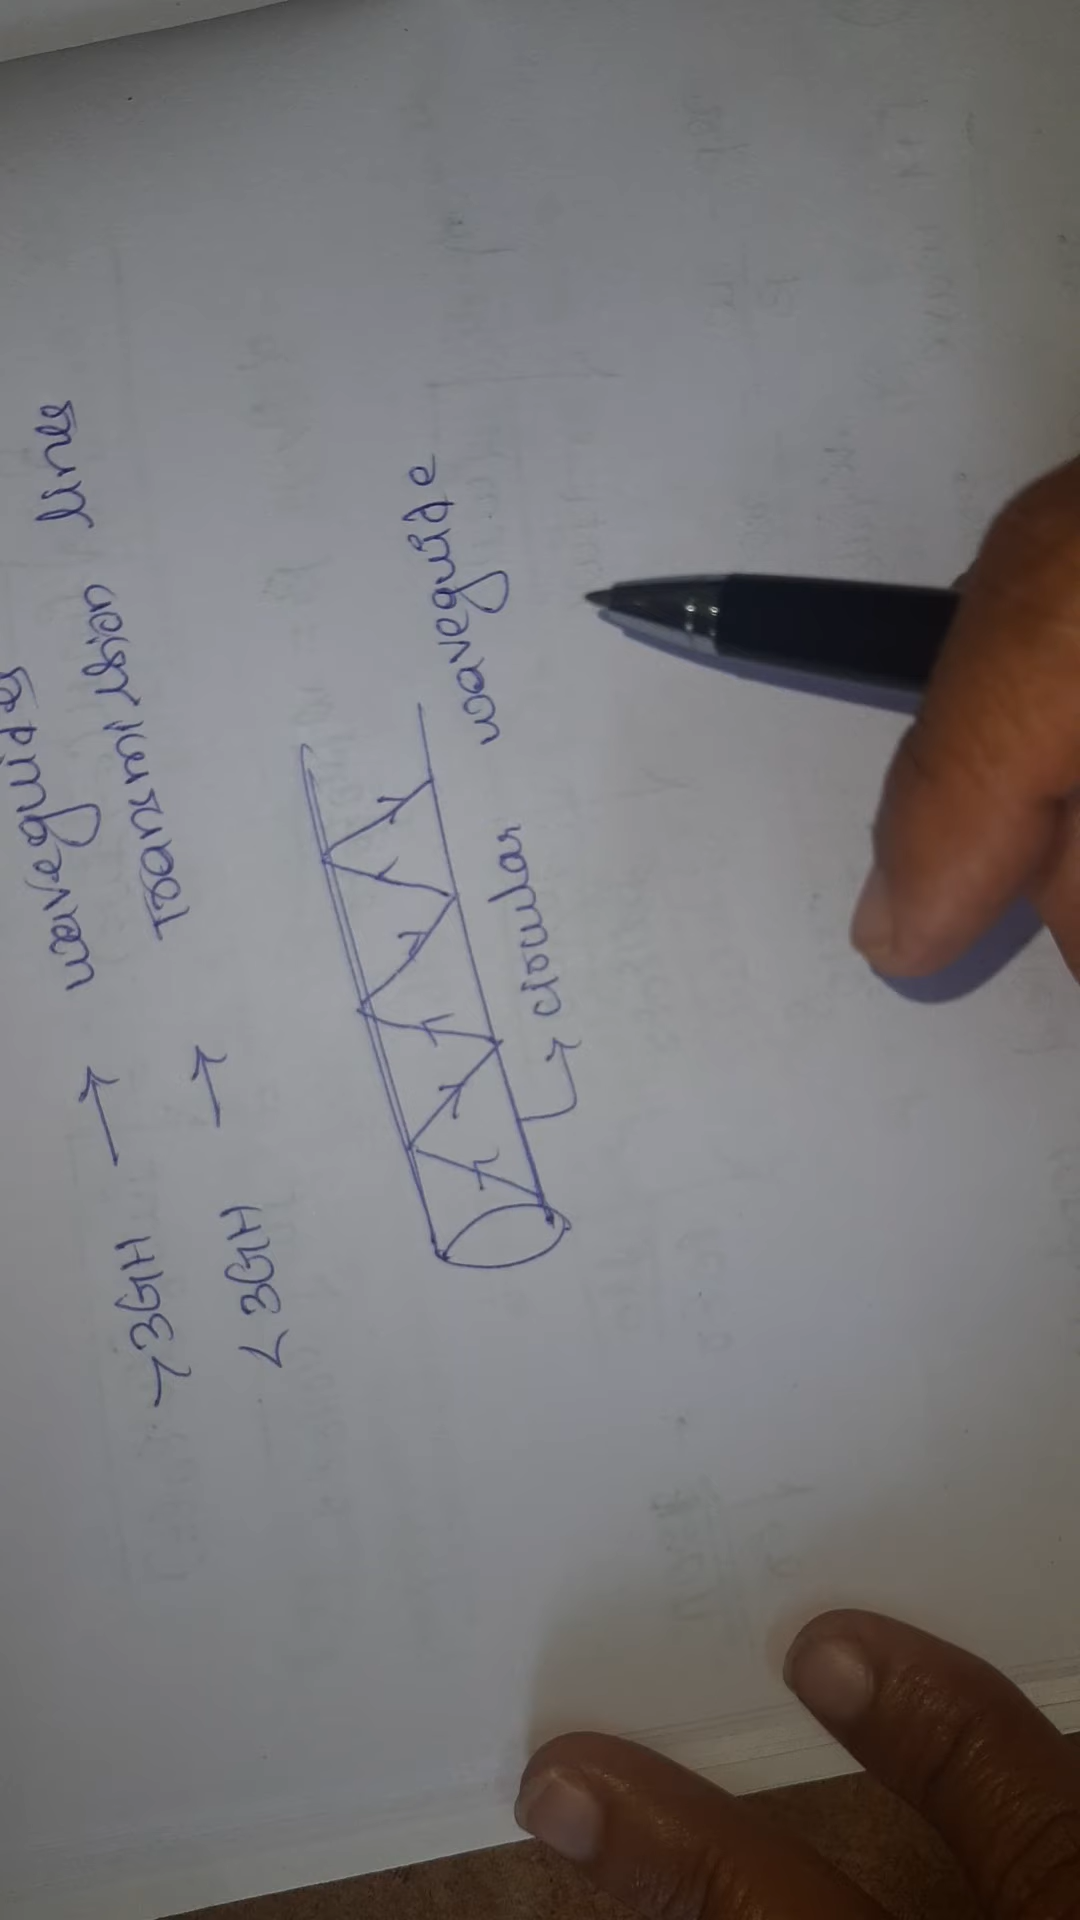 >3GH → waveguides
<3GH → Transmission lines
→ circular waveguide